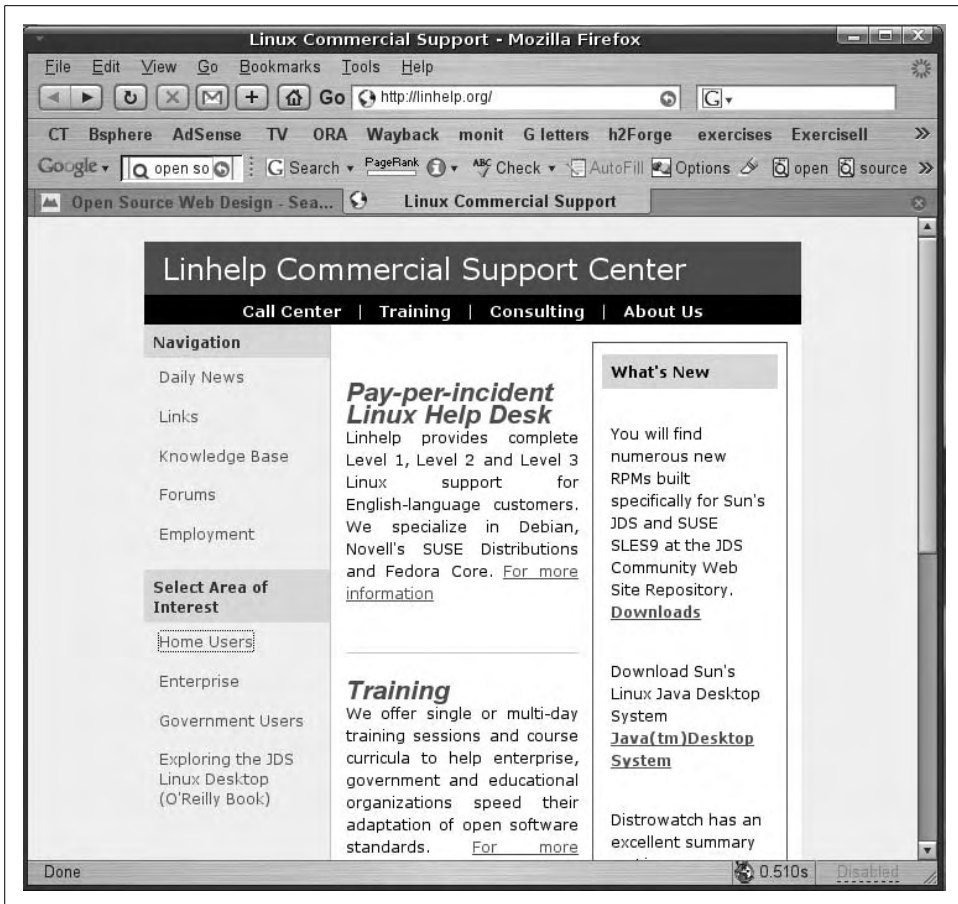 Linux Commercial Support - Mozilla Firefox
File Edit View Go Bookmarks Tools Help
Go http://linhelp.org/ G
CT Bsphere AdSense TV ORA Wayback monit G letters h2Forge exercises Exercisell »
Google open so G Search PageRank ABC Check AutoFill Options open source »
Open Source Web Design - Sea... Linux Commercial Support
Linhelp Commercial Support Center
Call Center | Training | Consulting | About Us
Navigation
Daily News
Links
Knowledge Base
Forums
Employment
Select Area of
Interest
Home Users
Enterprise
Government Users
Exploring the JDS
Linux Desktop
(O'Reilly Book)
Pay-per-incident
Linux Help Desk
Linhelp provides complete
Level 1, Level 2 and Level 3
Linux support for
English-language customers.
We specialize in Debian,
Novell's SUSE Distributions
and Fedora Core. For more
information
Training
We offer single or multi-day
training sessions and course
curricula to help enterprise,
government and educational
organizations speed their
adaptation of open software
standards. For more
What's New
You will find
numerous new
RPMs built
specifically for Sun's
JDS and SUSE
SLES9 at the JDS
Community Web
Site Repository.
Downloads
Download Sun's
Linux Java Desktop
System
Java(tm)Desktop
System
Distrowatch has an
excellent summary
Done 0.510s Disabled